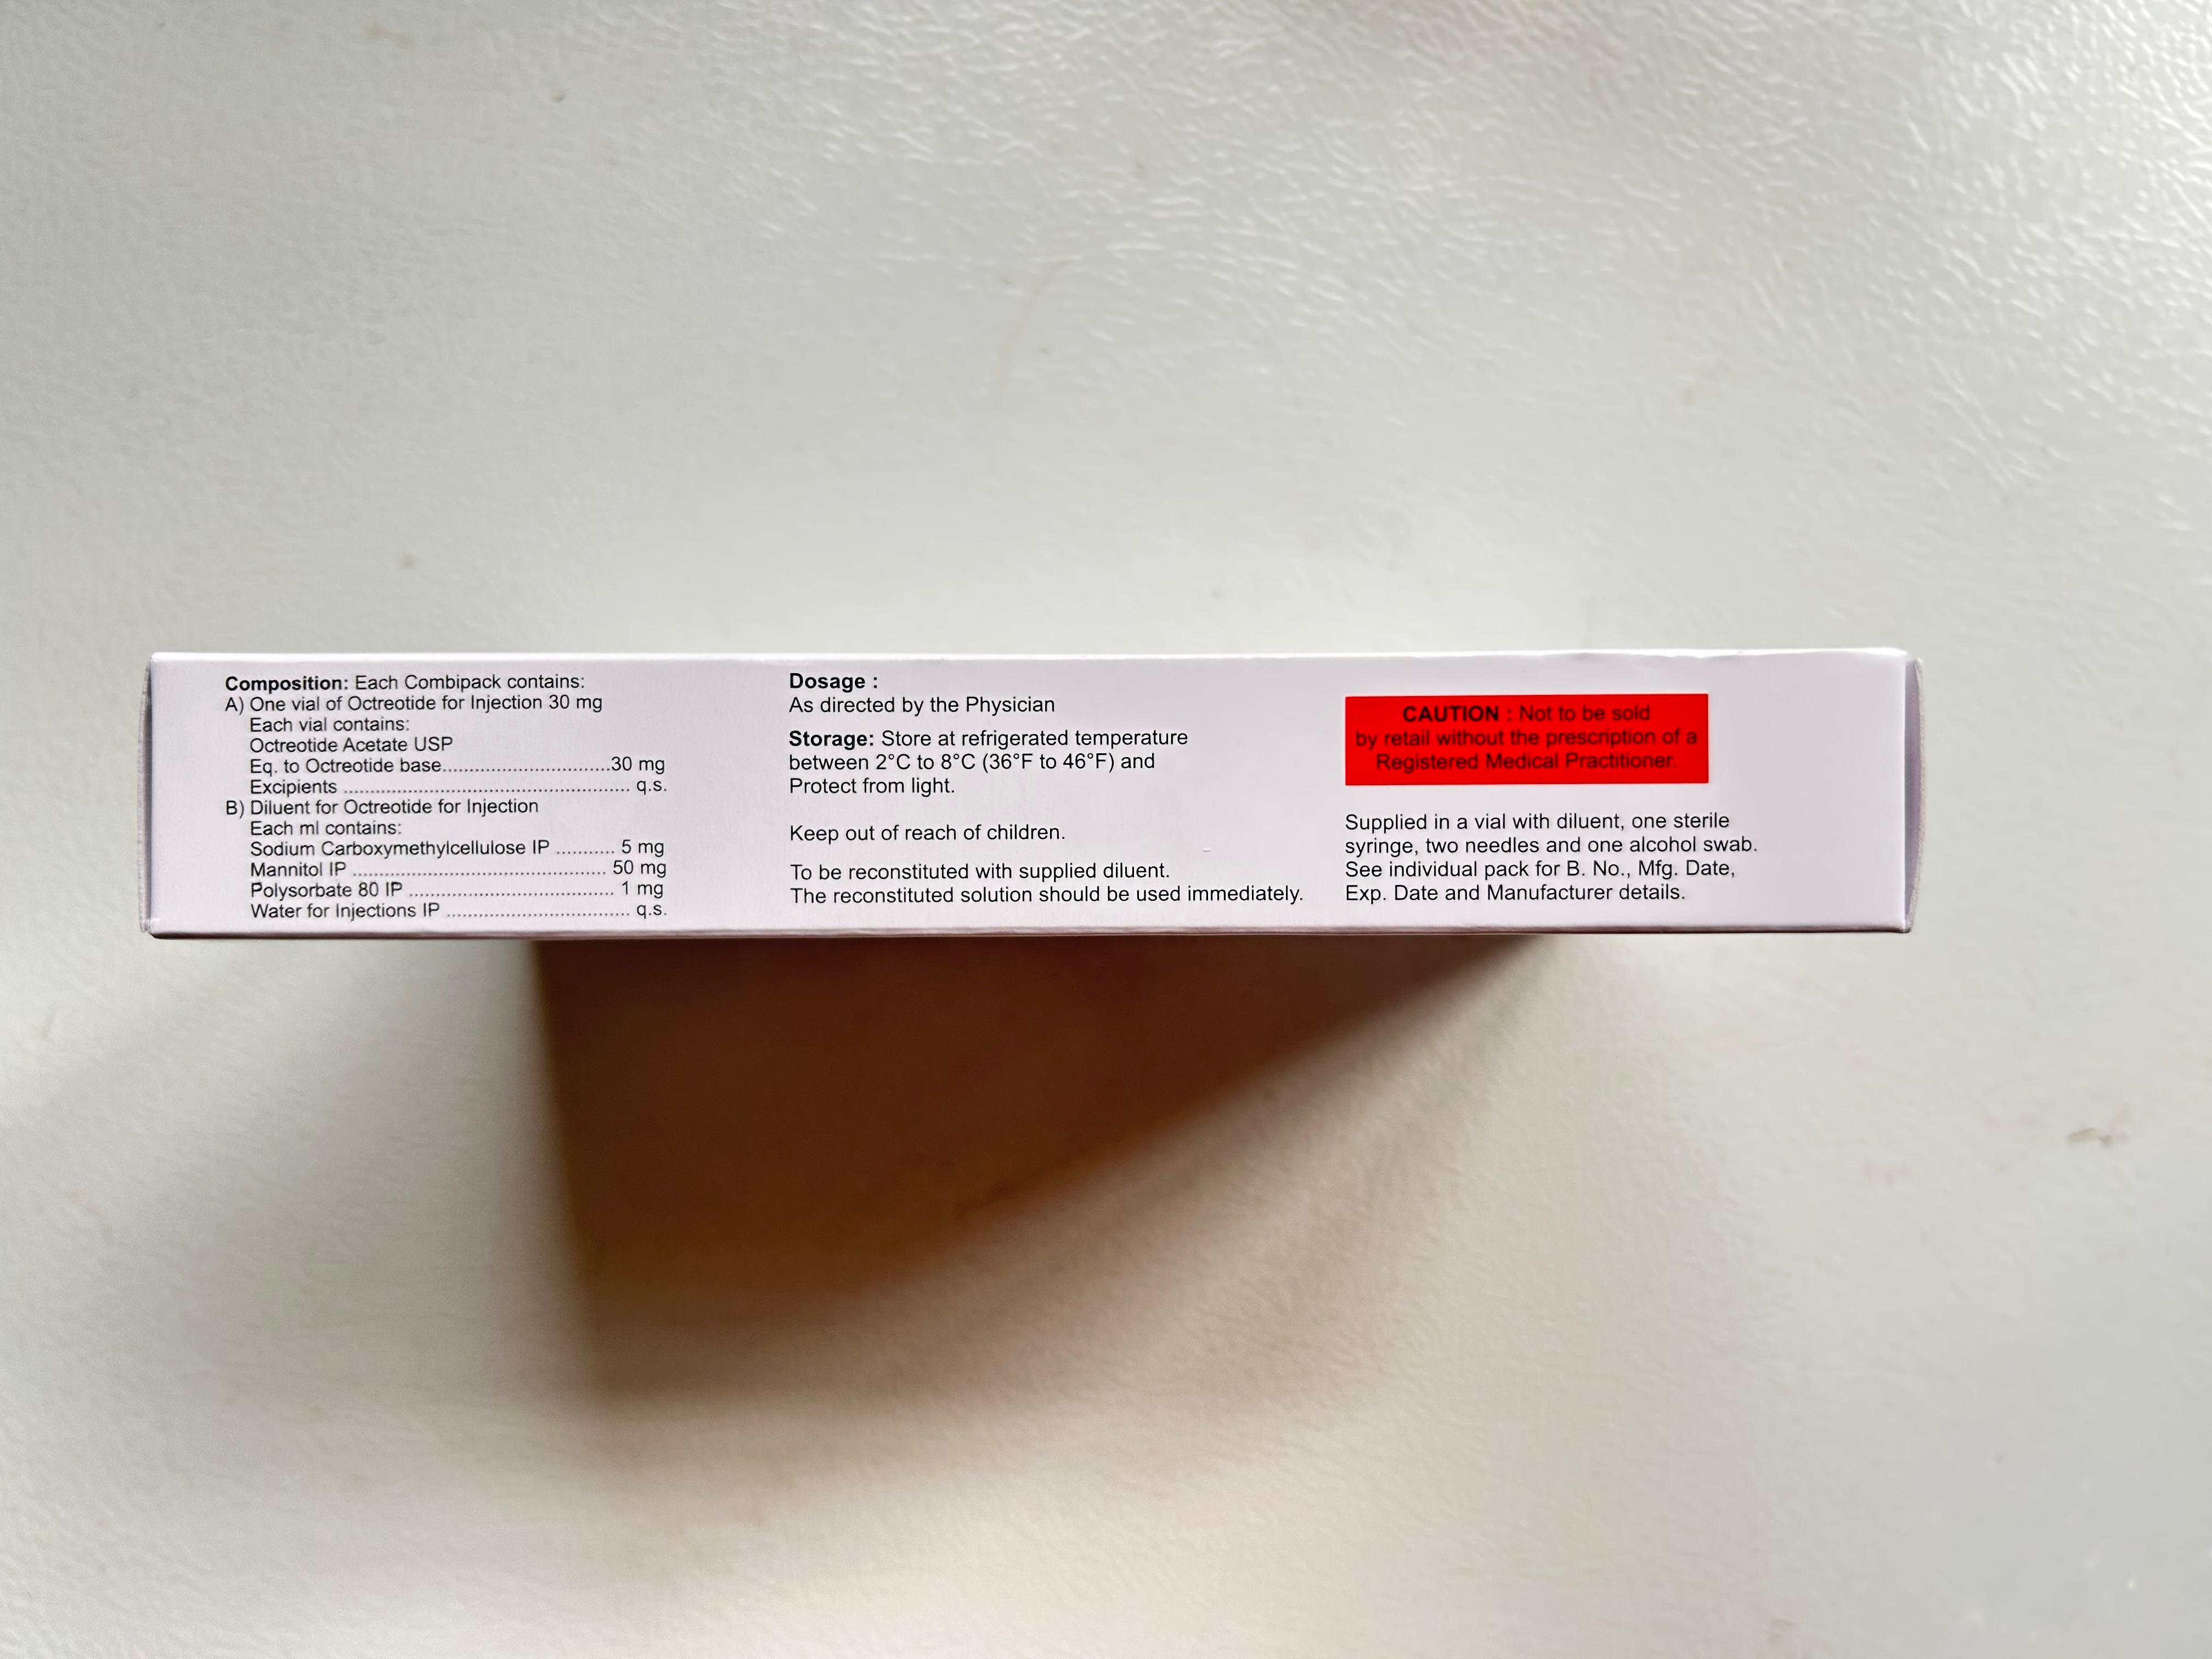 Composition: Each Combipack contains:
A) One vial of Octreotide for Injection 30 mg
Each vial contains:
Octreotide Acetate USP
Eq. to Octreotide base..................................30 mg
Excipients .......................................................... q.s.
B) Diluent for Octreotide for Injection
Each ml contains:
Sodium Carboxymethylcellulose IP ........... 5 mg
Mannitol IP .................................................... 50 mg
Polysorbate 80 IP .......................................... 1 mg
Water for Injections IP ..................................... q.s.
Dosage :
As directed by the Physician
Storage: Store at refrigerated temperature
between 2°C to 8°C (36°F to 46°F) and
Protect from light.
Keep out of reach of children.
To be reconstituted with supplied diluent.
The reconstituted solution should be used immediately.
CAUTION : Not to be sold
by retail without the prescription of a
Registered Medical Practitioner.
Supplied in a vial with diluent, one sterile
syringe, two needles and one alcohol swab.
See individual pack for B. No., Mfg. Date,
Exp. Date and Manufacturer details.